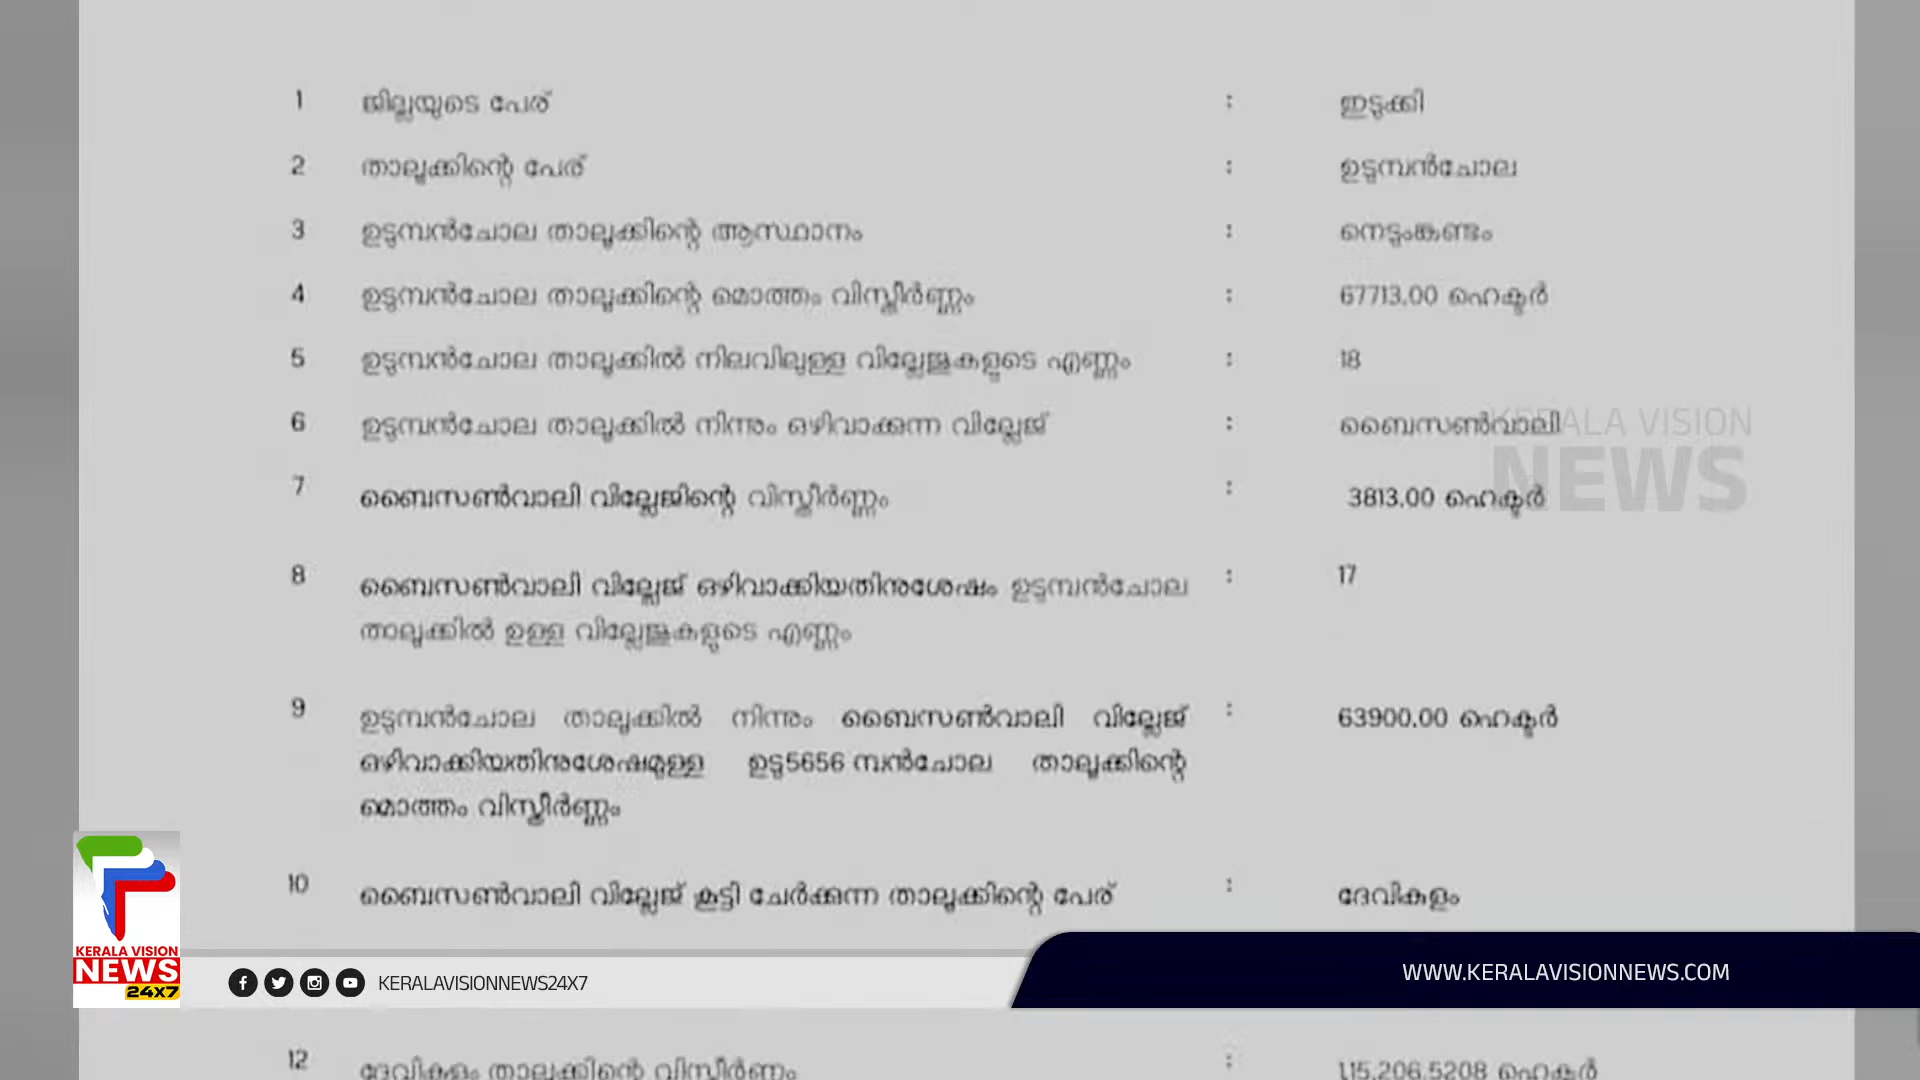 1 ജില്ലയുടെ പേര് : ഇടുക്കി
2 താലൂക്കിന്റെ പേര് : ഉടുമ്പൻചോല
3 ഉടുമ്പൻചോല താലൂക്കിന്റെ ആസ്ഥാനം : നെടുംങ്കണ്ടം
4 ഉടുമ്പൻചോല താലൂക്കിന്റെ മൊത്തം വിസ്തീർണ്ണം : 67713.00 ഹെക്ടർ
5 ഉടുമ്പൻചോല താലൂക്കിൽ നിലവിലുള്ള വില്ലേജുകളുടെ എണ്ണം : 18
6 ഉടുമ്പൻചോല താലൂക്കിൽ നിന്നും ഒഴിവാക്കുന്ന വില്ലേജ് : ബൈസൺവാലി
KERALA VISION
NEWS
7 ബൈസൺവാലി വില്ലേജിന്റെ വിസ്തീർണ്ണം : 3813.00 ഹെക്ടർ
8 ബൈസൺവാലി വില്ലേജ് ഒഴിവാക്കിയതിനുശേഷം ഉടുമ്പൻചോല : 17
താലൂക്കിൽ ഉള്ള വില്ലേജുകളുടെ എണ്ണം
9 ഉടുമ്പൻചോല താലൂക്കിൽ നിന്നും ബൈസൺവാലി വില്ലേജ് : 63900.00 ഹെക്ടർ
ഒഴിവാക്കിയതിനുശേഷമുള്ള ഉടു5656 മ്പൻചോല താലൂക്കിന്റെ
മൊത്തം വിസ്തീർണ്ണം
10 ബൈസൺവാലി വില്ലേജ് കൂട്ടി ചേർക്കുന്ന താലൂക്കിന്റെ പേര് : ദേവികുളം
KERALA VISION
NEWS
24X7
KERALAVISIONNEWS24X7
WWW.KERALAVISIONNEWS.COM
12 ദേവികുളം താലൂക്കിന്റെ വിസ്തീർണ്ണം : 1,15,206.5208 ഹെക്ടർ